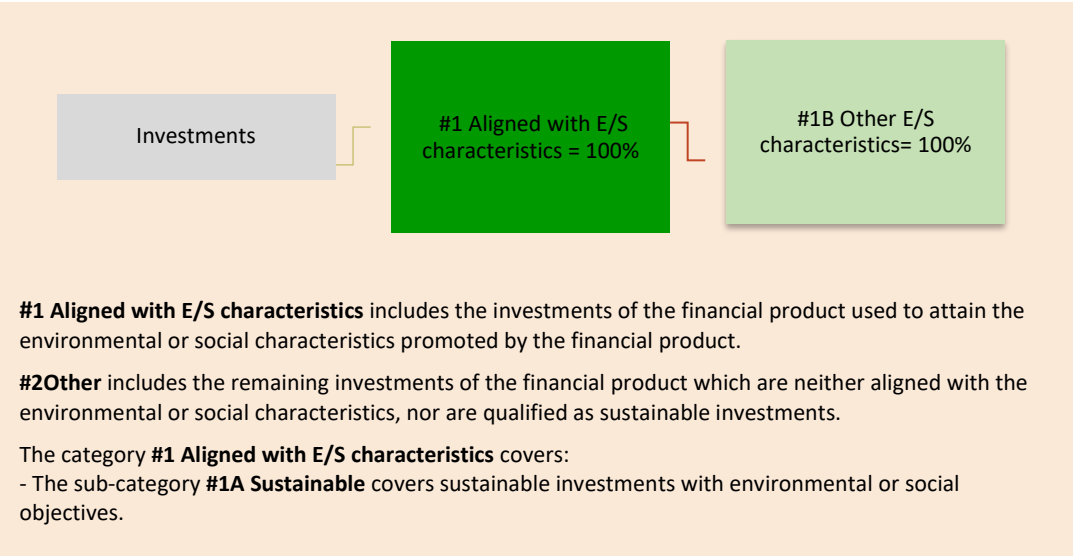 Investments
#1 Aligned with E/S
characteristics = 100%
#1B Other E/S
characteristics= 100%
#1 Aligned with E/S characteristics includes the investments of the financial product used to attain the
environmental or social characteristics promoted by the financial product.
#2Other includes the remaining investments of the financial product which are neither aligned with the
environmental or social characteristics, nor are qualified as sustainable investments.
The category #1 Aligned with E/S characteristics covers:
- The sub-category #1A Sustainable covers sustainable investments with environmental or social
objectives.